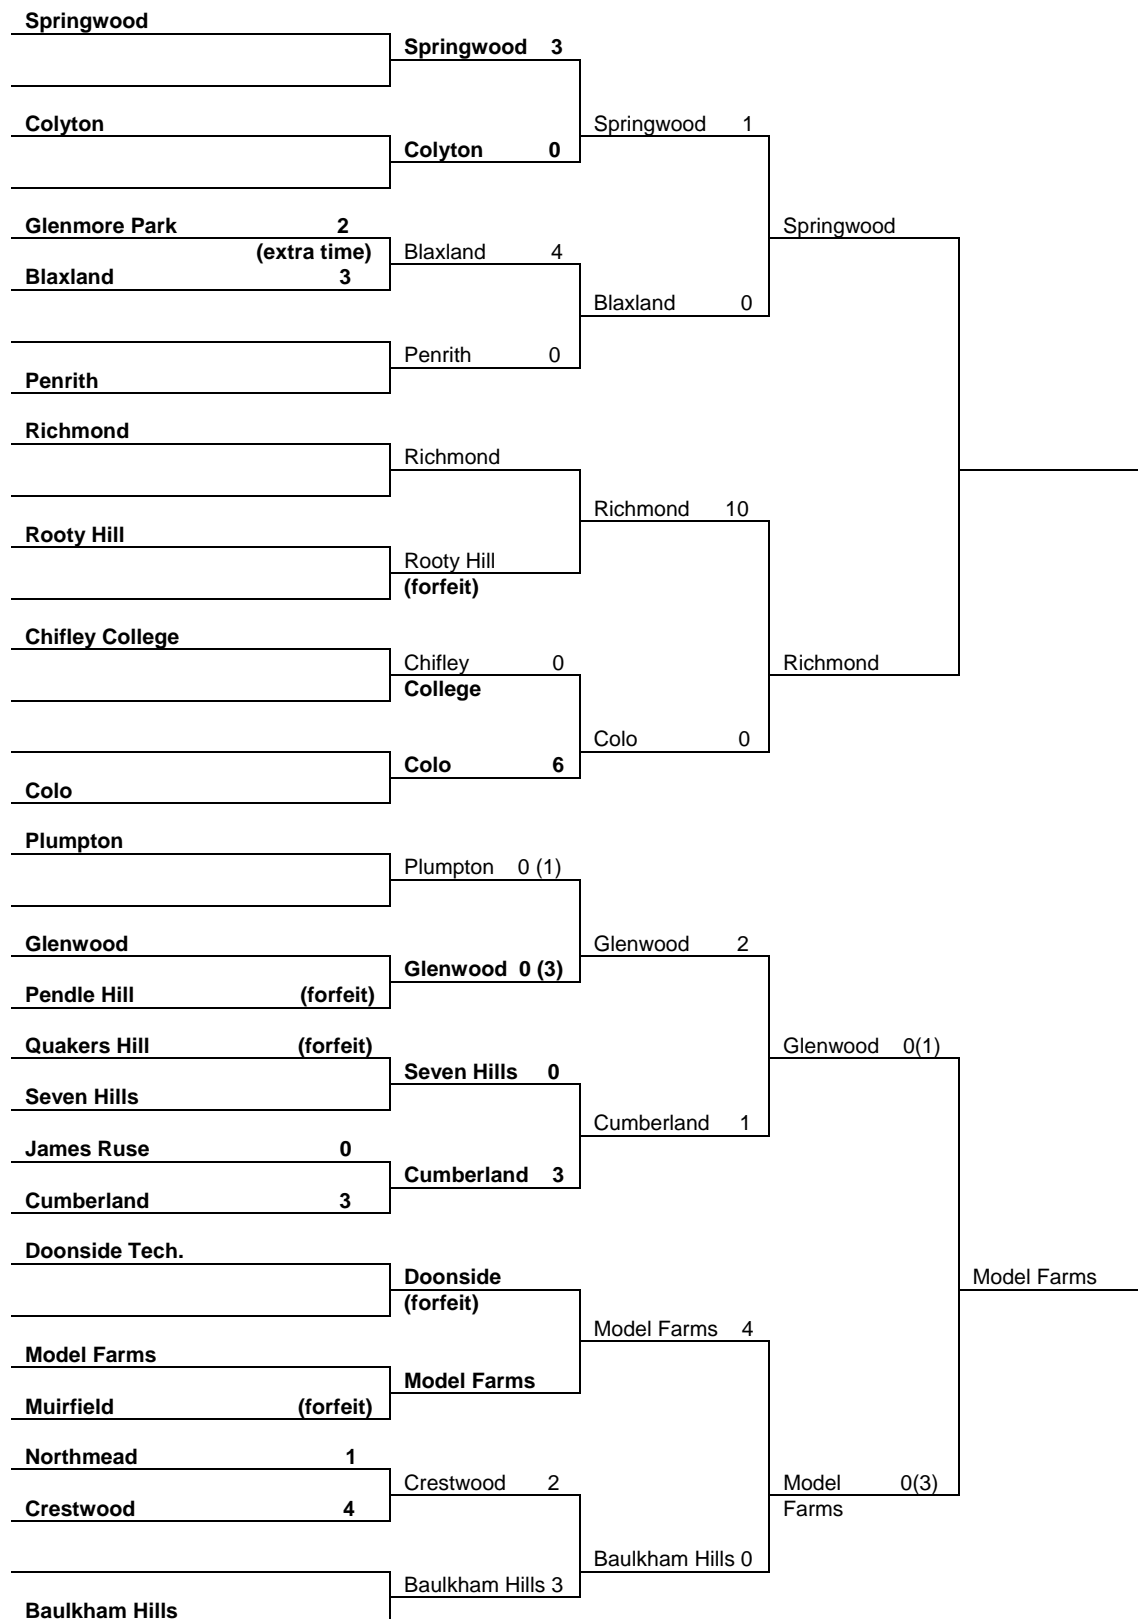 Springwood
Springwood 3
Colyton
Springwood 1
Colyton 0
Glenmore Park 2
Springwood
(extra time)
Blaxland 4
Blaxland 3
Blaxland 0
Penrith 0
Penrith
Richmond
Richmond
Richmond 10
Rooty Hill
Rooty Hill
(forfeit)
Chifley College
Chifley 0
Richmond
College
Colo 0
Colo 6
Colo
Plumpton
Plumpton 0 (1)
Glenwood
Glenwood 2
Glenwood 0 (3)
Pendle Hill (forfeit)
Quakers Hill (forfeit)
Glenwood 0(1)
Seven Hills 0
Seven Hills
Cumberland 1
James Ruse 0
Cumberland 3
Cumberland 3
Doonside Tech.
Doonside
Model Farms
(forfeit)
Model Farms 4
Model Farms
Model Farms
Muirfield (forfeit)
Northmead 1
Crestwood 2
Model 0(3)
Crestwood 4
Farms
Baulkham Hills 0
Baulkham Hills 3
Baulkham Hills